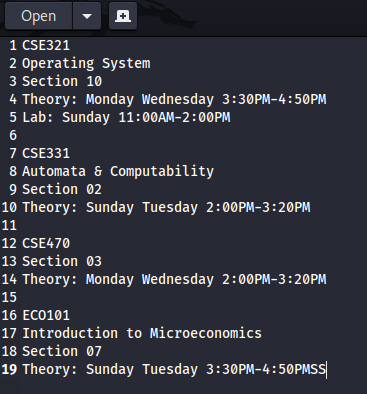 Open
1 CSE321
2 Operating System
3 Section 10
4 Theory: Monday Wednesday 3:30PM-4:50PM
5 Lab: Sunday 11:00AM-2:00PM
6
7 CSE331
8 Automata & Computability
9 Section 02
10 Theory: Sunday Tuesday 2:00PM-3:20PM
11
12 CSE470
13 Section 03
14 Theory: Monday Wednesday 2:00PM-3:20PM
15
16 ECO101
17 Introduction to Microeconomics
18 Section 07
19 Theory: Sunday Tuesday 3:30PM-4:50PMSS